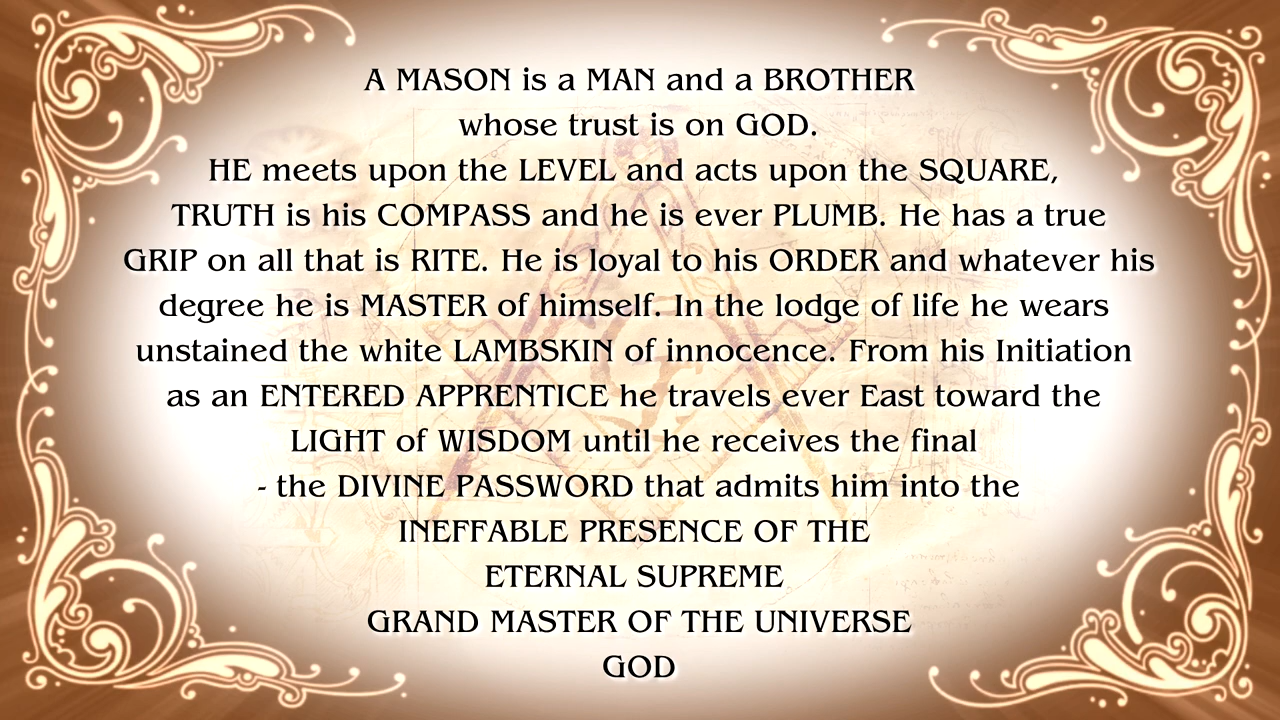 A MASON is a MAN and a BROTHER
whose trust is on GOD.
HE meets upon the LEVEL and acts upon the SQUARE,
TRUTH is his COMPASS and he is ever PLUMB. He has a true
GRIP on all that is RITE. He is loyal to his ORDER and whatever his
degree he is MASTER of himself. In the lodge of life he wears
unstained the white LAMBSKIN of innocence. From his Initiation
as an ENTERED APPRENTICE he travels ever East toward the
LIGHT of WISDOM until he receives the final
- the DIVINE PASSWORD that admits him into the
INEFFABLE PRESENCE OF THE
ETERNAL SUPREME
GRAND MASTER OF THE UNIVERSE
GOD